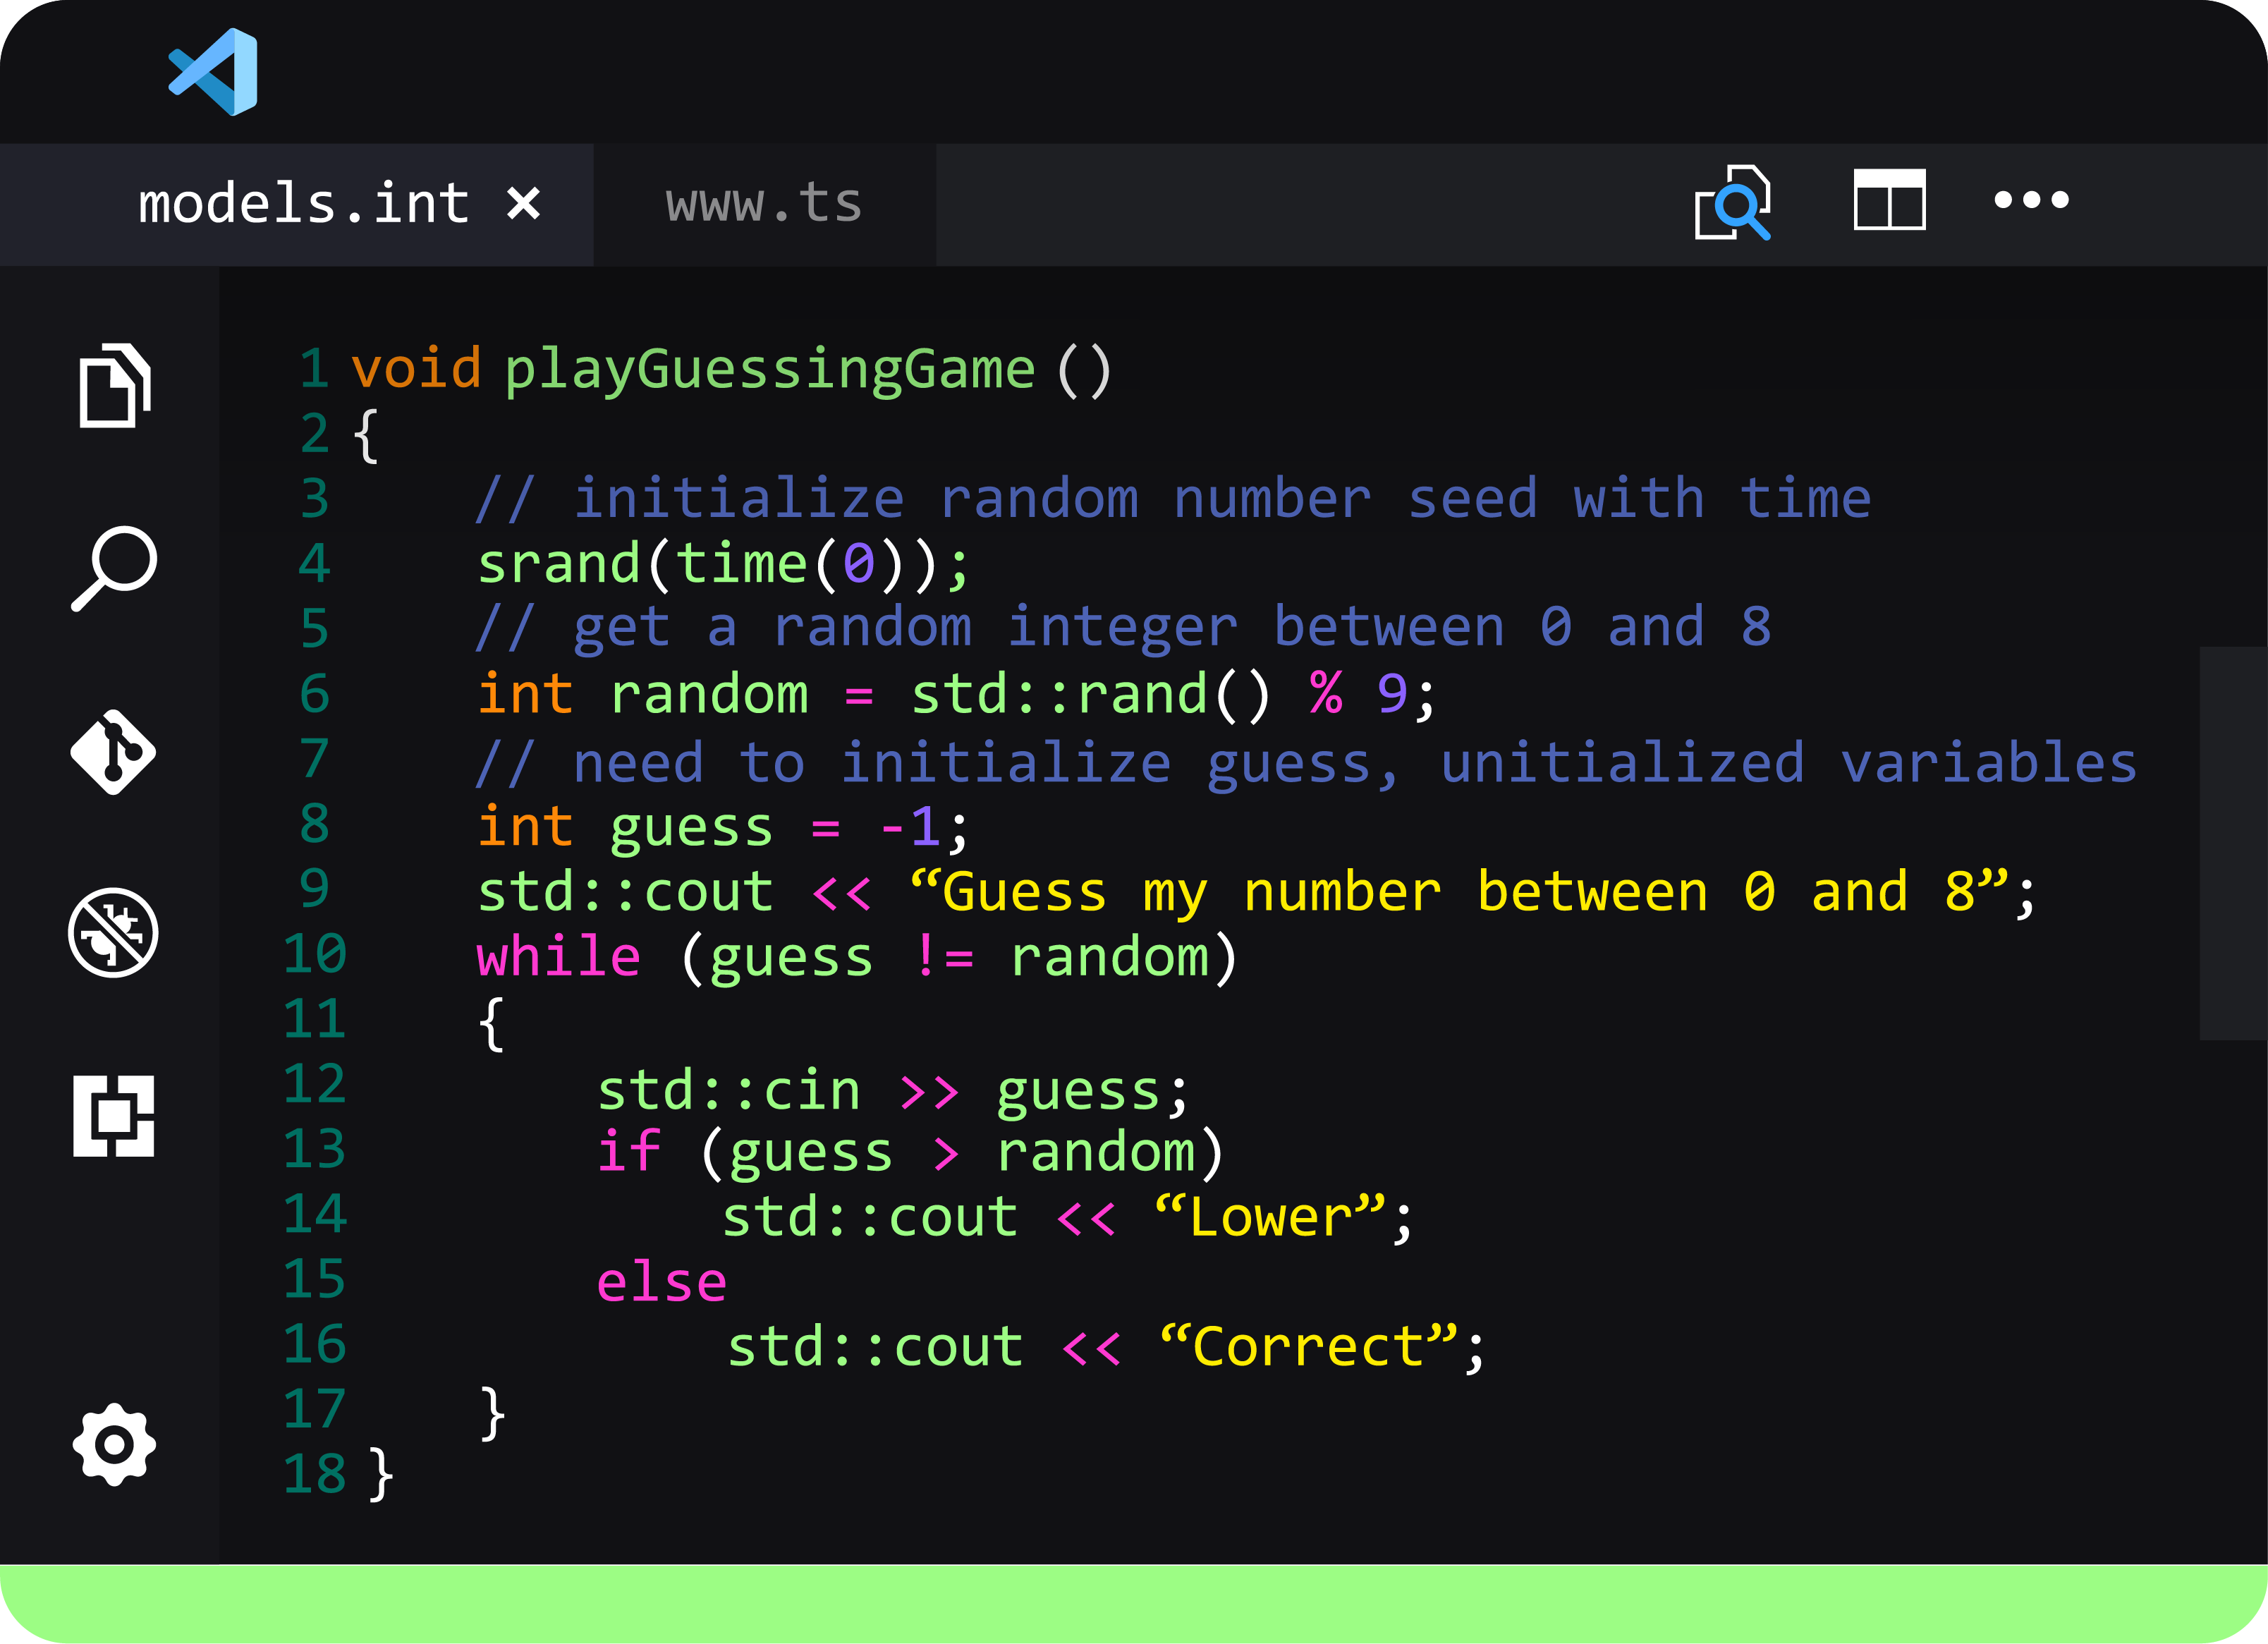 models.int × www.ts
1 void playGuessingGame ()
2 {
3 // initialize random number seed with time
4 srand(time(0));
5 // get a random integer between 0 and 8
6 int random = std::rand() % 9;
7 // need to initialize guess, unitialized variables
8 int guess = -1;
9 std::cout << “Guess my number between 0 and 8”;
10 while (guess != random)
11 {
12 std::cin >> guess;
13 if (guess > random)
14 std::cout << “Lower”;
15 else
16 std::cout << “Correct”;
17 }
18 }